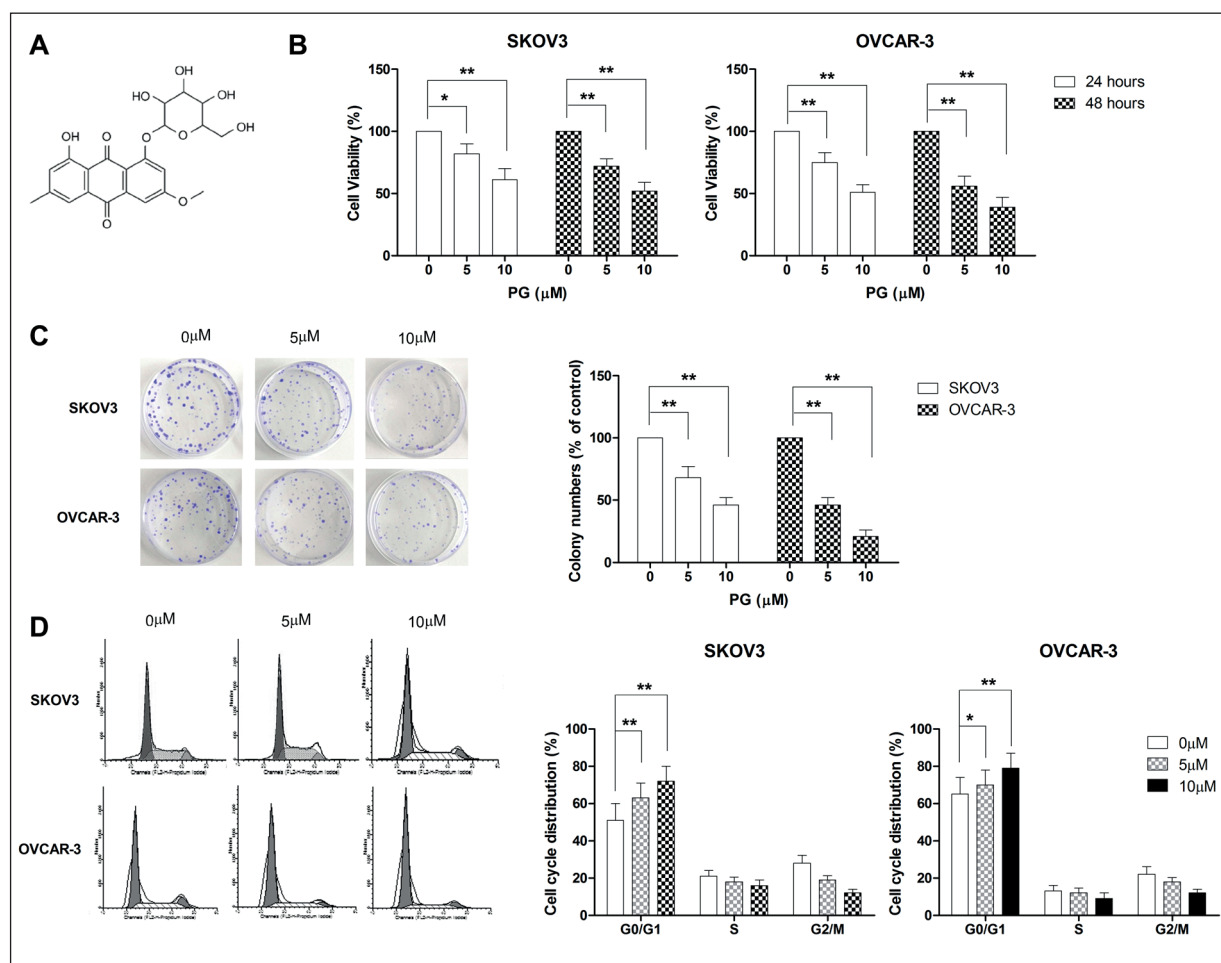 A
OH
OH
HO
OH
OH
O
O
OH
O
O
O
O
B
SKOV3
OVCAR-3
Cell Viability (%)
150
100
50
0
**
*
**
**
0 5 10 0 5 10
PG (μM)
Cell Viability (%)
150
100
50
0
**
**
**
**
0 5 10 0 5 10
PG (μM)
24 hours
48 hours
C
0μM 5μM 10μM
SKOV3
OVCAR-3
Colony numbers (% of control)
150
100
50
0
**
**
**
**
0 5 10 0 5 10
PG (μM)
SKOV3
OVCAR-3
D
0μM 5μM 10μM
SKOV3
OVCAR-3
SKOV3
Cell cycle distribution (%)
100
80
60
40
20
0
**
**
G0/G1 S G2/M
OVCAR-3
Cell cycle distribution (%)
100
80
60
40
20
0
**
*
G0/G1 S G2/M
0μM
5μM
10μM